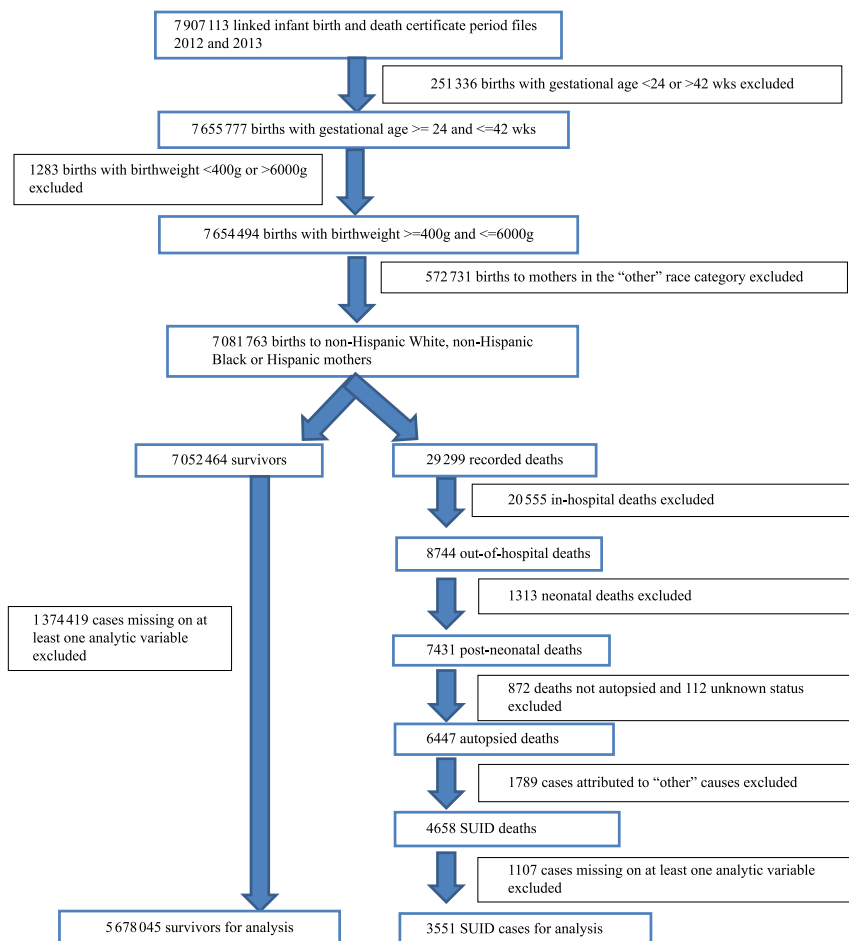 7 907 113 linked infant birth and death certificate period files
2012 and 2013
251 336 births with gestational age <24 or >42 wks excluded
7 655 777 births with gestational age >= 24 and <=42 wks
1283 births with birthweight <400g or >6000g
excluded
7 654 494 births with birthweight >=400g and <=6000g
572 731 births to mothers in the “other” race category excluded
7 081 763 births to non-Hispanic White, non-Hispanic
Black or Hispanic mothers
7 052 464 survivors
29 299 recorded deaths
20 555 in-hospital deaths excluded
8744 out-of-hospital deaths
1313 neonatal deaths excluded
1 374 419 cases missing on at
least one analytic variable
excluded
7431 post-neonatal deaths
872 deaths not autopsied and 112 unknown status
excluded
6447 autopsied deaths
1789 cases attributed to “other” causes excluded
4658 SUID deaths
1107 cases missing on at least one analytic variable
excluded
5 678 045 survivors for analysis
3551 SUID cases for analysis